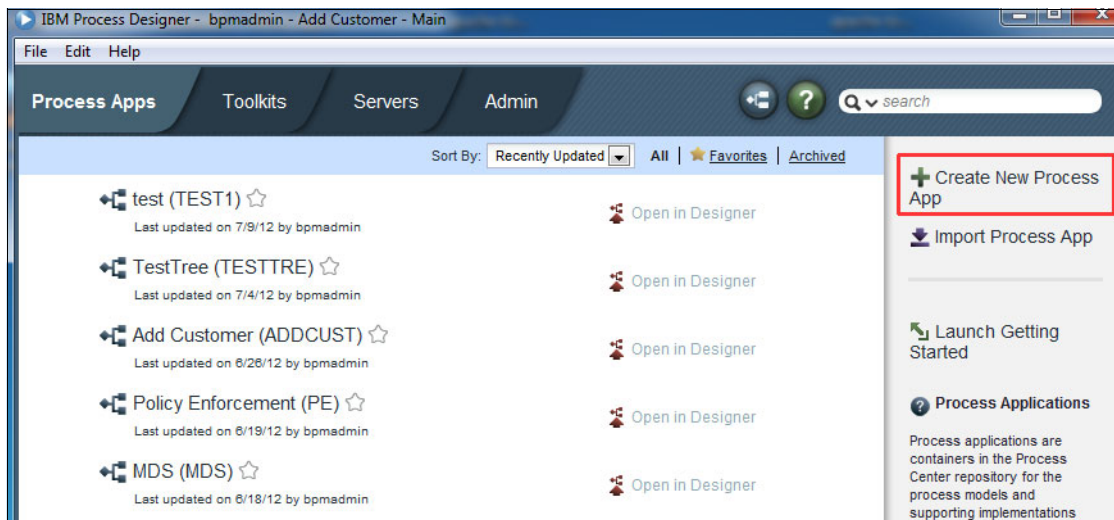 IBM Process Designer - bpmadmin - Add Customer - Main
File Edit Help
Process Apps Toolkits Servers Admin ? search
Sort By: Recently Updated All | Favorites | Archived
test (TEST1) Open in Designer
Last updated on 7/9/12 by bpmadmin
TestTree (TESTTRE) Open in Designer
Last updated on 7/4/12 by bpmadmin
Add Customer (ADDCUST) Open in Designer
Last updated on 6/26/12 by bpmadmin
Policy Enforcement (PE) Open in Designer
Last updated on 6/19/12 by bpmadmin
MDS (MDS) Open in Designer
Last updated on 6/18/12 by bpmadmin
Create New Process
App
Import Process App
Launch Getting
Started
? Process Applications
Process applications are
containers in the Process
Center repository for the
process models and
supporting implementations